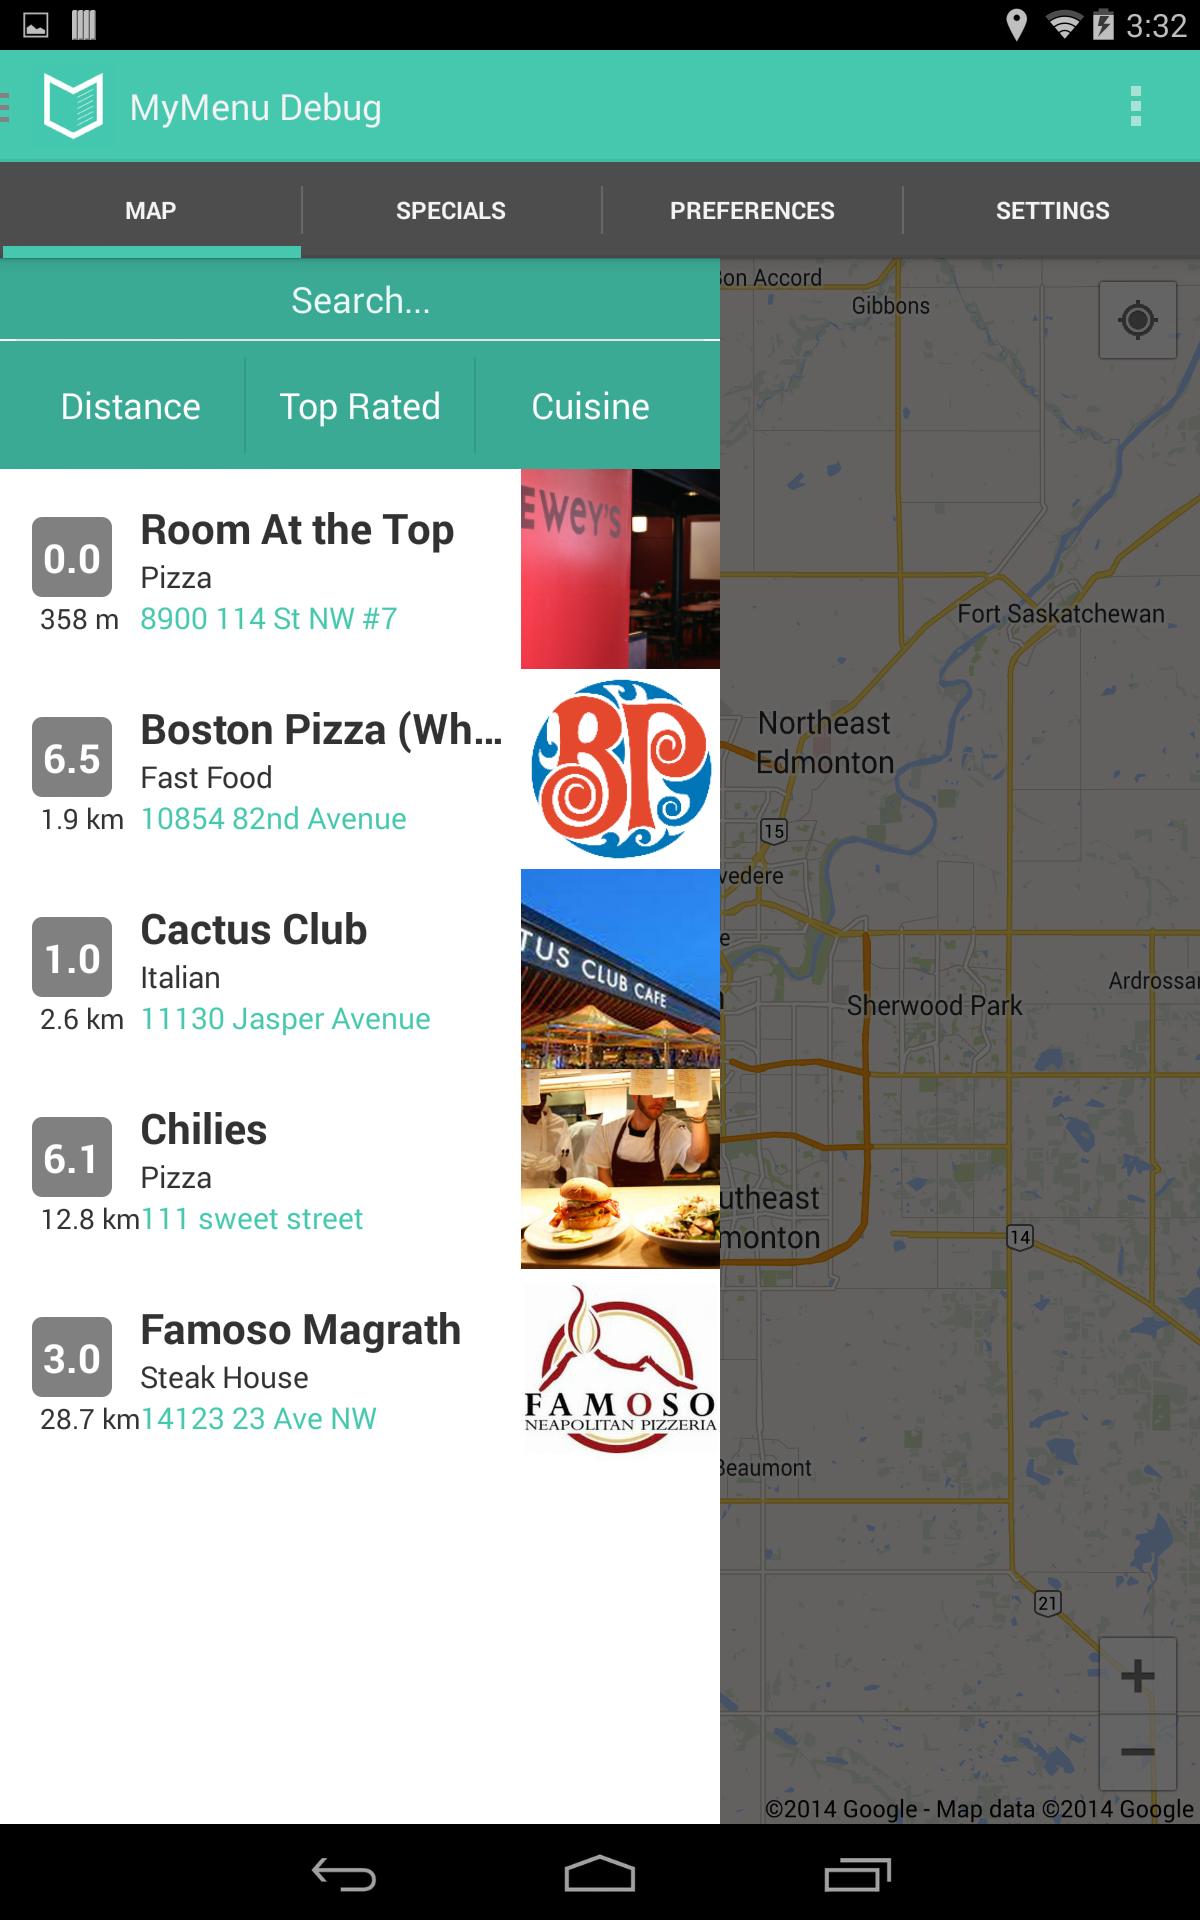 3:32
MyMenu Debug
MAP
SPECIALS
PREFERENCES
SETTINGS
Search...
Distance
Top Rated
Cuisine
0.0
Room At the Top
Pizza
358 m
8900 114 St NW #7
EWEY'S
6.5
Boston Pizza (Wh...
Fast Food
1.9 km
10854 82nd Avenue
BP
1.0
Cactus Club
Italian
2.6 km
11130 Jasper Avenue
TUS CLUB CAFE
6.1
Chilies
Pizza
12.8 km
111 sweet street
3.0
Famoso Magrath
Steak House
28.7 km
14123 23 Ave NW
FAMOSO
NEAPOLITAN PIZZERIA
Bon Accord
Gibbons
Fort Saskatchewan
Northeast
Edmonton
15
vedere
e
Ardrossan
Sherwood Park
utheast
monton
14
Beaumont
21
+
−
©2014 Google - Map data ©2014 Google